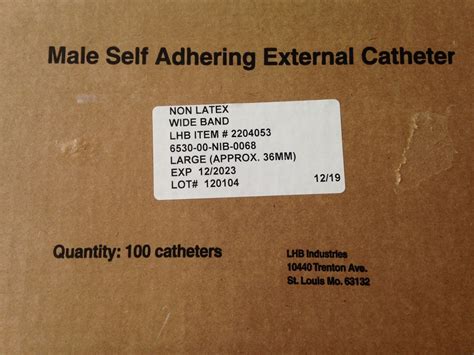 Male Self Adhering External Catheter
NON LATEX
WIDE BAND
LHB ITEM # 2204053
6530-00-NIB-0068
LARGE (APPROX. 36MM)
EXP 12/2023
LOT# 120104
12/19
Quantity: 100 catheters
LHB Industries
10440 Trenton Ave.
St. Louis Mo. 63132